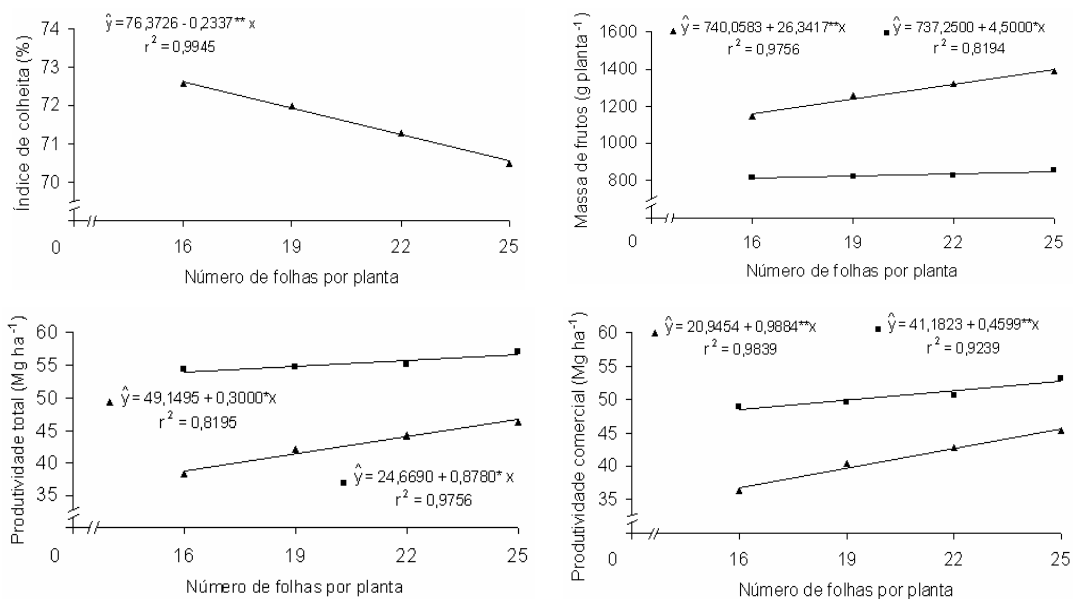 ŷ = 76,3726 - 0,2337** x
r² = 0,9945
Índice de colheita (%)
74
73
72
71
70
0
16 19 22 25
Número de folhas por planta
▲ ŷ = 740,0583 + 26,3417**x
r² = 0,9756
■ ŷ = 737,2500 + 4,5000*x
r² = 0,8194
Massa de frutos (g planta⁻¹)
1600
1400
1200
1000
800
0
16 19 22 25
Número de folhas por planta
Produtividade total (Mg ha⁻¹)
60
55
50
45
40
35
0
▲ ŷ = 49,1495 + 0,3000*x
r² = 0,8195
■ ŷ = 24,6690 + 0,8780* x
r² = 0,9756
16 19 22 25
Número de folhas por planta
▲ ŷ = 20,9454 + 0,9884**x
r² = 0,9839
■ ŷ = 41,1823 + 0,4599**x
r² = 0,9239
Produtividade comercial (Mg ha⁻¹)
60
55
50
45
40
35
0
16 19 22 25
Número de folhas por planta